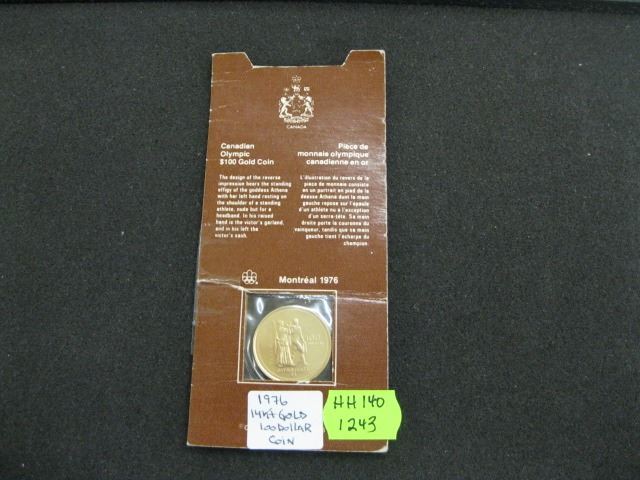 CANADA
Canadian
Olympic
$100 Gold Coin
The design of the reverse
impression bears the standing
effigy of the goddess Athena
with her left hand resting on
the shoulder of a standing
athlete, nude but for a
headband. In his raised
hand is the victor's garland,
and in his left the
victor's sash.
Pièce de
monnaie olympique
canadienne en or
L'illustration du revers de la
pièce de monnaie consiste
en un portrait en pied de la
déesse Athéna dont la main
gauche repose sur l'épaule
d'un athlète nu à l'exception
d'un serre-tête. Sa main
droite porte la couronne du
vainqueur, tandis que sa main
gauche tient l'écharpe du
champion.
Montréal 1976
100
1976
14Kt GOLD
100 DOLLAR
COIN
HH140
1243